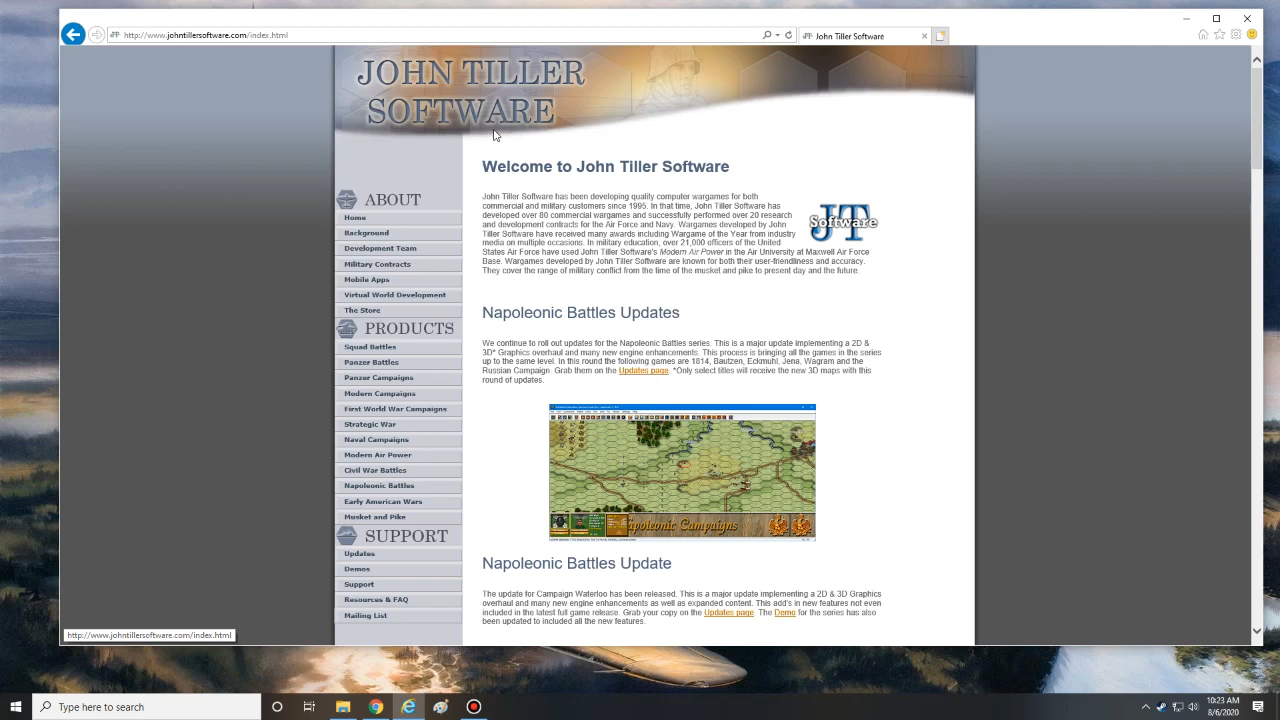 http://www.johntillersoftware.com/index.html
John Tiller Software
JOHN TILLER
SOFTWARE
ABOUT
Home
Background
Development Team
Military Contracts
Mobile Apps
Virtual World Development
The Store
PRODUCTS
Squad Battles
Panzer Battles
Panzer Campaigns
Modern Campaigns
First World War Campaigns
Strategic War
Naval Campaigns
Modern Air Power
Civil War Battles
Napoleonic Battles
Early American Wars
Musket and Pike
SUPPORT
Updates
Demos
Support
Resources & FAQ
Mailing List
Welcome to John Tiller Software
John Tiller Software has been developing quality computer wargames for both
commercial and military customers since 1995. In that time, John Tiller Software has
developed over 80 commercial wargames and successfully performed over 20 research
and development contracts for the Air Force and Navy. Wargames developed by John
Tiller Software have received many awards including Wargame of the Year from industry
media on multiple occasions. In military education, over 21,000 officers of the United
States Air Force have used John Tiller Software's Modern Air Power in the Air University at Maxwell Air Force
Base. Wargames developed by John Tiller Software are known for both their user-friendliness and accuracy.
They cover the range of military conflict from the time of the musket and pike to present day and the future.
JT
Software
Napoleonic Battles Updates
We continue to roll out updates for the Napoleonic Battles series. This is a major update implementing a 2D &
3D* Graphics overhaul and many new engine enhancements. This process is bringing all the games in the series
up to the same level. In this round the following games are 1814, Bautzen, Eckmuhl, Jena, Wagram and the
Russian Campaign. Grab them on the Updates page. *Only select titles will receive the new 3D maps with this
round of updates.
Napoleonic Campaigns
Napoleonic Battles Update
The update for Campaign Waterloo has been released. This is a major update implementing a 2D & 3D Graphics
overhaul and many new engine enhancements as well as expanded content. This add's in new features not even
included in the latest full game release. Grab your copy on the Updates page. The Demo for the series has also
been updated to included all the new features.
http://www.johntillersoftware.com/index.html
Type here to search
10:23 AM
8/6/2020